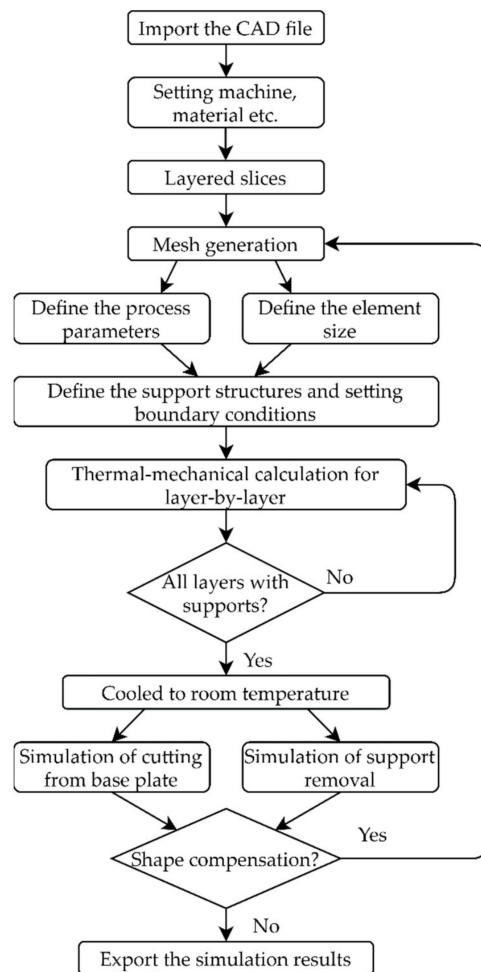 Import the CAD file
Setting machine,
material etc.
Layered slices
Mesh generation
Define the process
parameters
Define the element
size
Define the support structures and setting
boundary conditions
Thermal-mechanical calculation for
layer-by-layer
All layers with
supports?
No
Yes
Cooled to room temperature
Simulation of cutting
from base plate
Simulation of support
removal
Shape compensation?
Yes
No
Export the simulation results